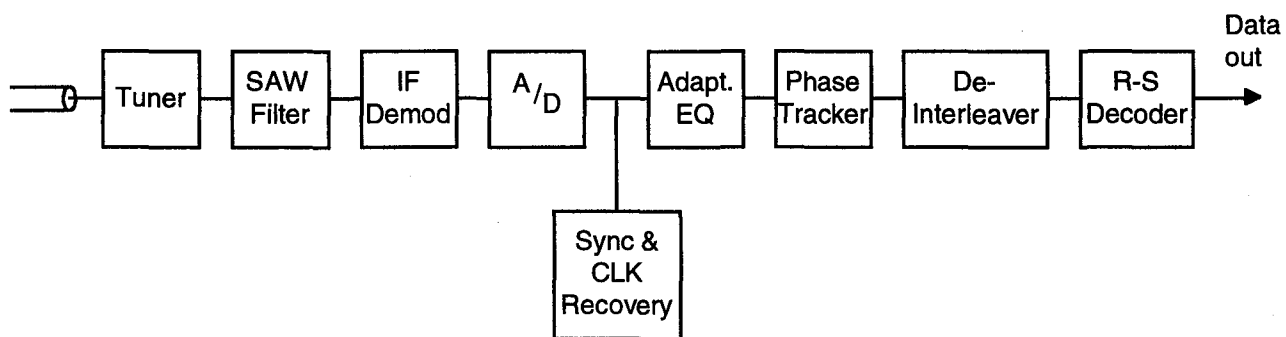 Data
out
Tuner
SAW
Filter
IF
Demod
A/D
Adapt.
EQ
Phase
Tracker
De-
Interleaver
R-S
Decoder
Sync &
CLK
Recovery